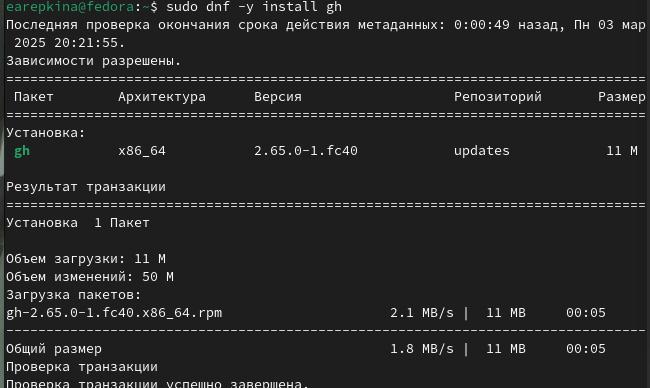 earepkina@fedora:~$ sudo dnf -y install gh
Последняя проверка окончания срока действия метаданных: 0:00:49 назад, Пн 03 мар
 2025 20:21:55.
Зависимости разрешены.
================================================================================
 Пакет        Архитектура      Версия                   Репозиторий       Размер
================================================================================
Установка:
 gh           x86_64           2.65.0-1.fc40            updates            11 M

Результат транзакции
================================================================================
Установка  1 Пакет

Объем загрузки: 11 M
Объем изменений: 50 M
Загрузка пакетов:
gh-2.65.0-1.fc40.x86_64.rpm                     2.1 MB/s |  11 MB     00:05
--------------------------------------------------------------------------------
Общий размер                                    1.8 MB/s |  11 MB     00:05
Проверка транзакции
Проверка транзакции успешно завершена.